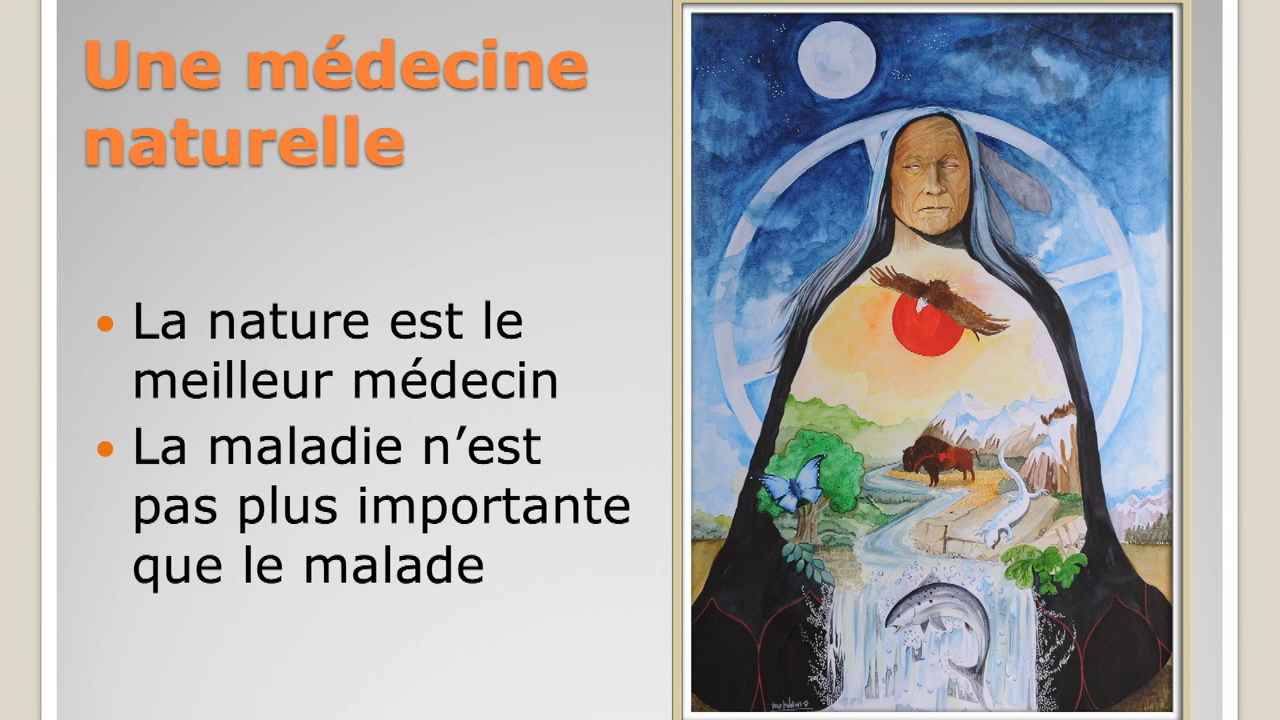 Une médecine
naturelle
La nature est le
meilleur médecin
La maladie n’est
pas plus importante
que le malade